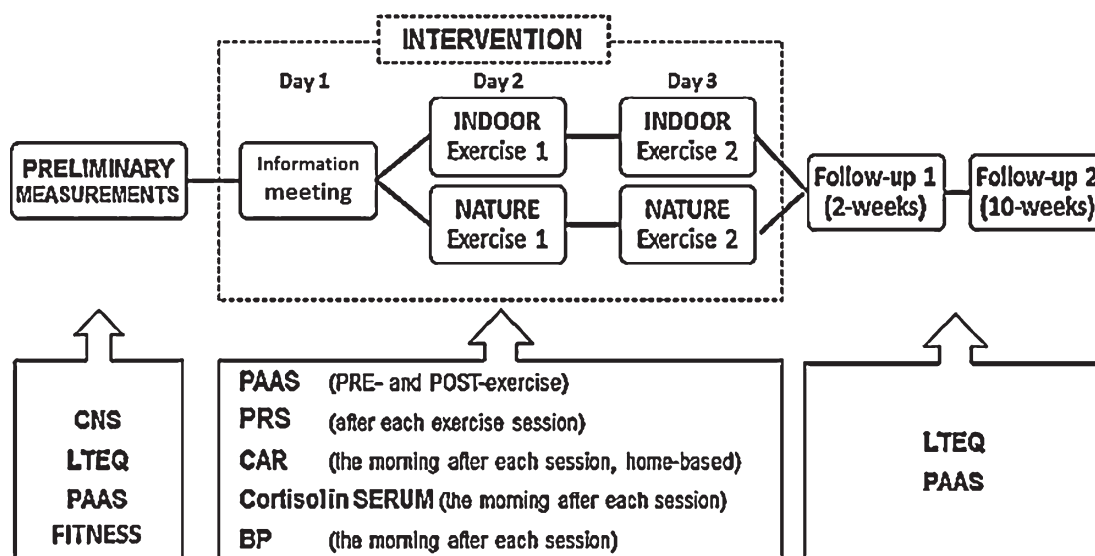 INTERVENTION
Day 1
Day 2
Day 3
PRELIMINARY
MEASUREMENTS
Information
meeting
INDOOR
Exercise 1
INDOOR
Exercise 2
NATURE
Exercise 1
NATURE
Exercise 2
Follow-up 1
(2-weeks)
Follow-up 2
(10-weeks)
CNS
LTEQ
PAAS
FITNESS
PAAS (PRE- and POST-exercise)
PRS (after each exercise session)
CAR (the morning after each session, home-based)
Cortisolin SERUM (the morning after each session)
BP (the morning after each session)
LTEQ
PAAS